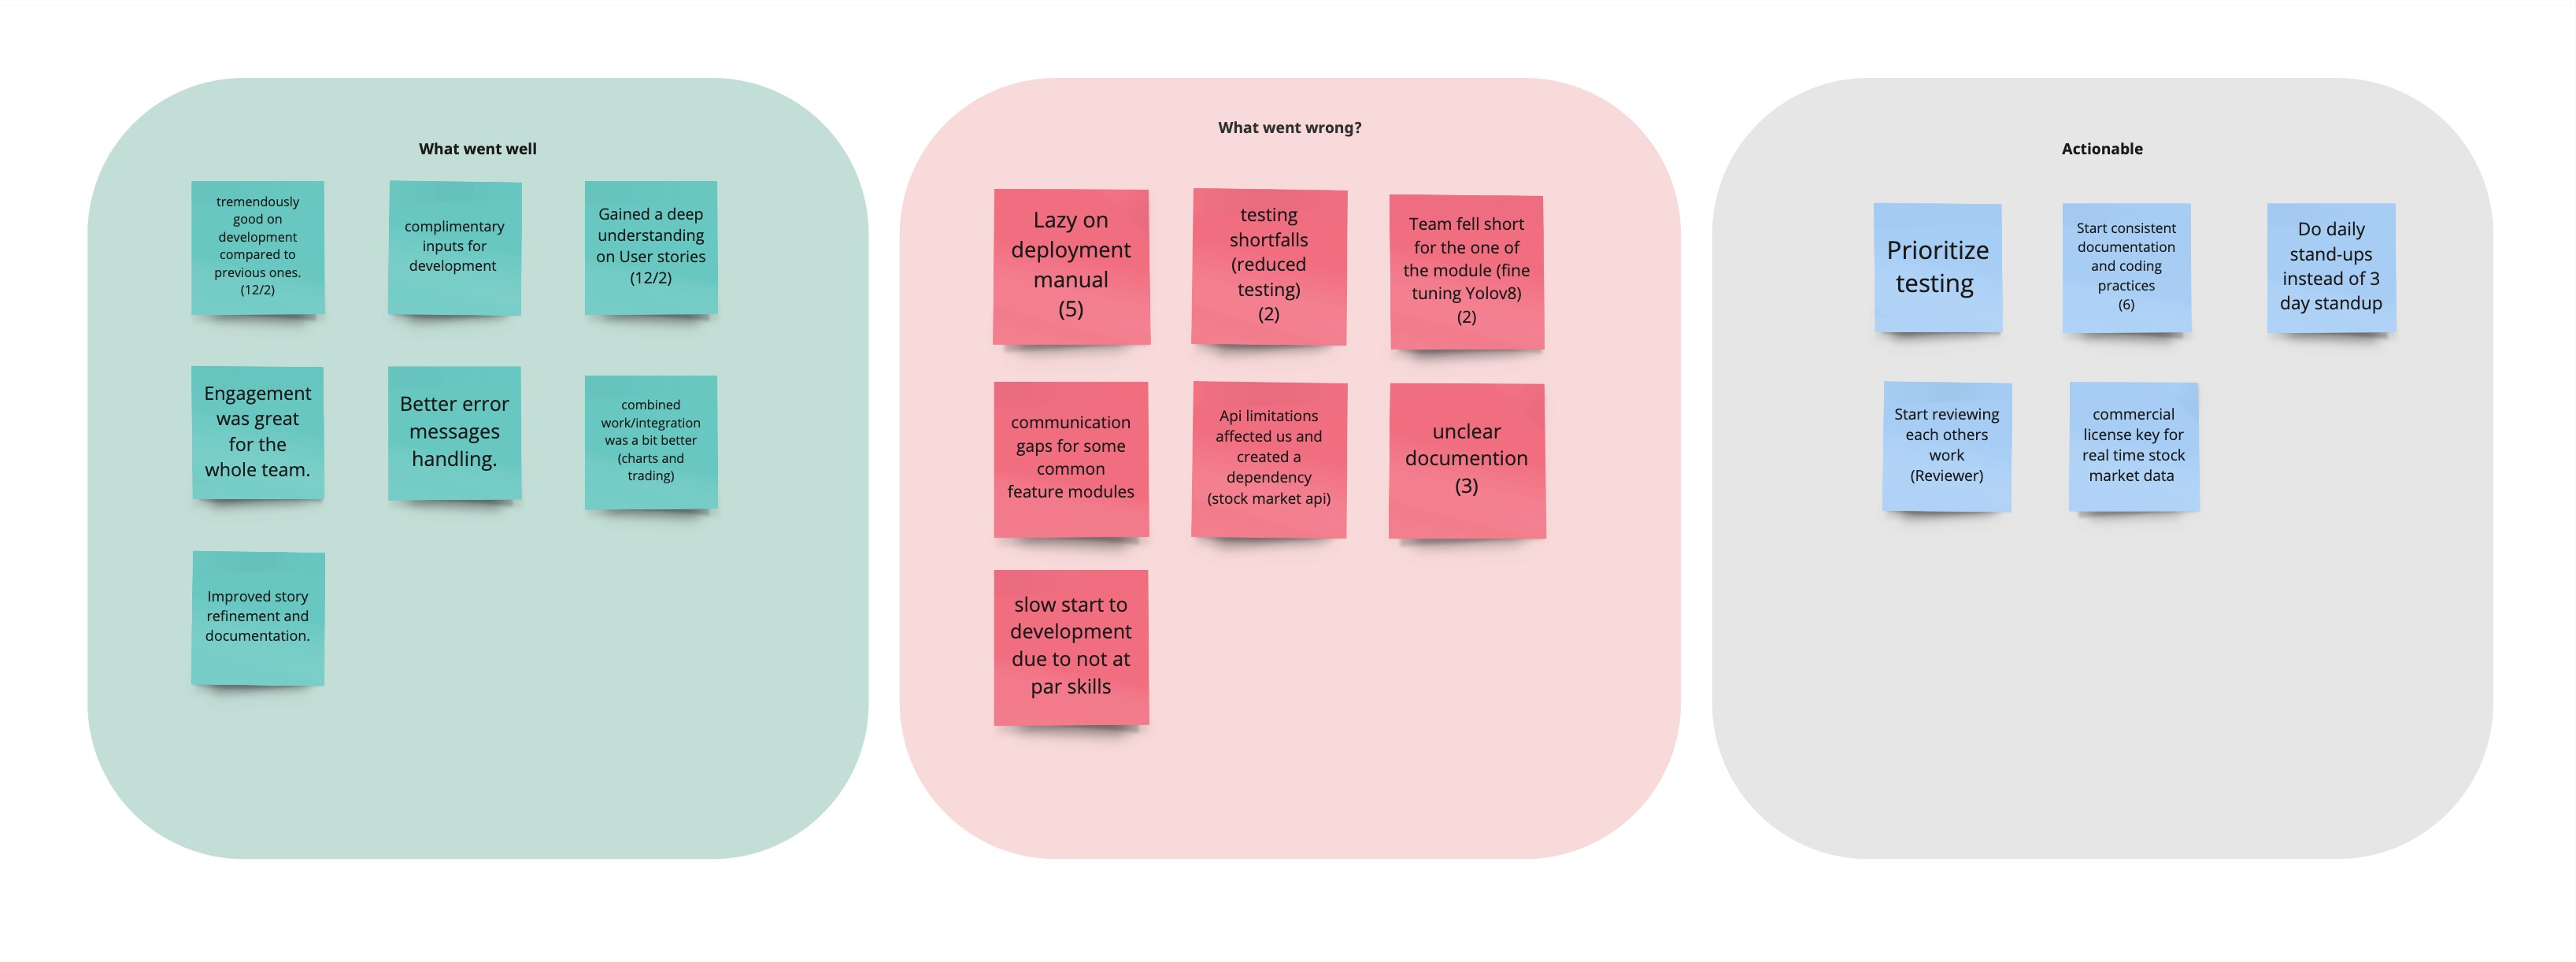 What went well
tremendously
good on
development
compared to
previous ones.
(12/2)
complimentary
inputs for
development
Gained a deep
understanding
on User stories
(12/2)
Engagement
was great
for the
whole team.
Better error
messages
handling.
combined
work/integration
was a bit better
(charts and
trading)
Improved story
refinement and
documentation.
What went wrong?
Lazy on
deployment
manual
(5)
testing
shortfalls
(reduced
testing)
(2)
Team fell short
for the one of
the module (fine
tuning Yolov8)
(2)
communication
gaps for some
common
feature modules
Api limitations
affected us and
created a
dependency
(stock market api)
unclear
documention
(3)
slow start to
development
due to not at
par skills
Actionable
Prioritize
testing
Start consistent
documentation
and coding
practices
(6)
Do daily
stand-ups
instead of 3
day standup
Start reviewing
each others
work
(Reviewer)
commercial
license key for
real time stock
market data